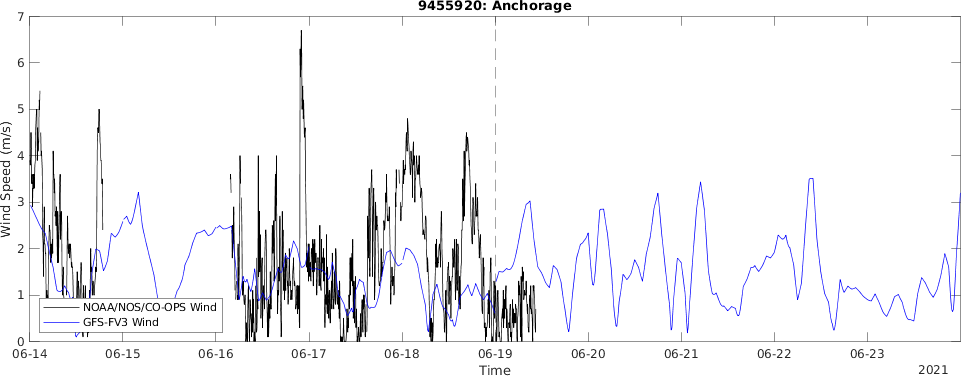 9455920: Anchorage
Wind Speed (m/s)
7
6
5
4
3
2
1
0
NOAA/NOS/CO-OPS Wind
GFS-FV3 Wind
06-14 06-15 06-16 06-17 06-18 06-19 06-20 06-21 06-22 06-23
Time
2021